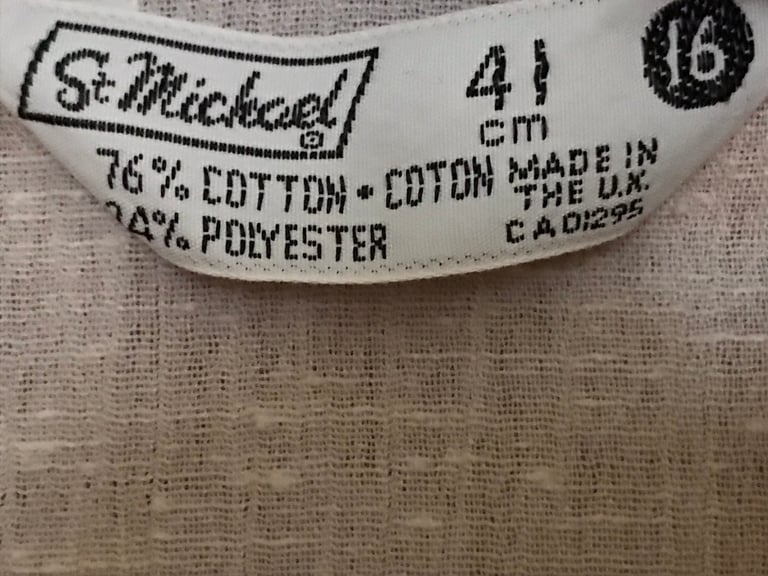 St Michael ®
41 16
cm
76% COTTON • COTON
24% POLYESTER
MADE IN
THE U.K.
CA01295